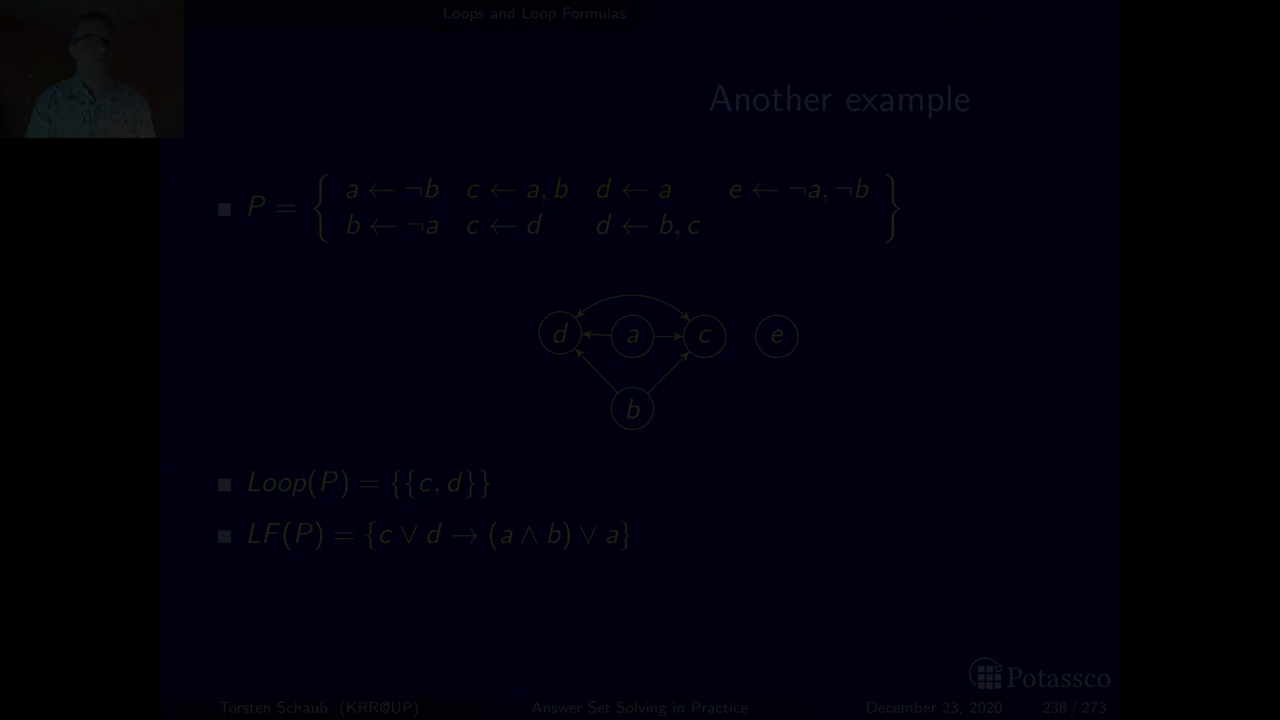 Loops and Loop Formulas
Another example
P = { a ← ¬b c ← a, b d ← a e ← ¬a, ¬b
b ← ¬a c ← d d ← b, c }
d a c e
b
Loop(P) = {{c, d}}
LF(P) = {c ∨ d → (a ∧ b) ∨ a}
Potassco
Torsten Schaub (KRR@UP) Answer Set Solving in Practice December 23, 2020 238 / 273